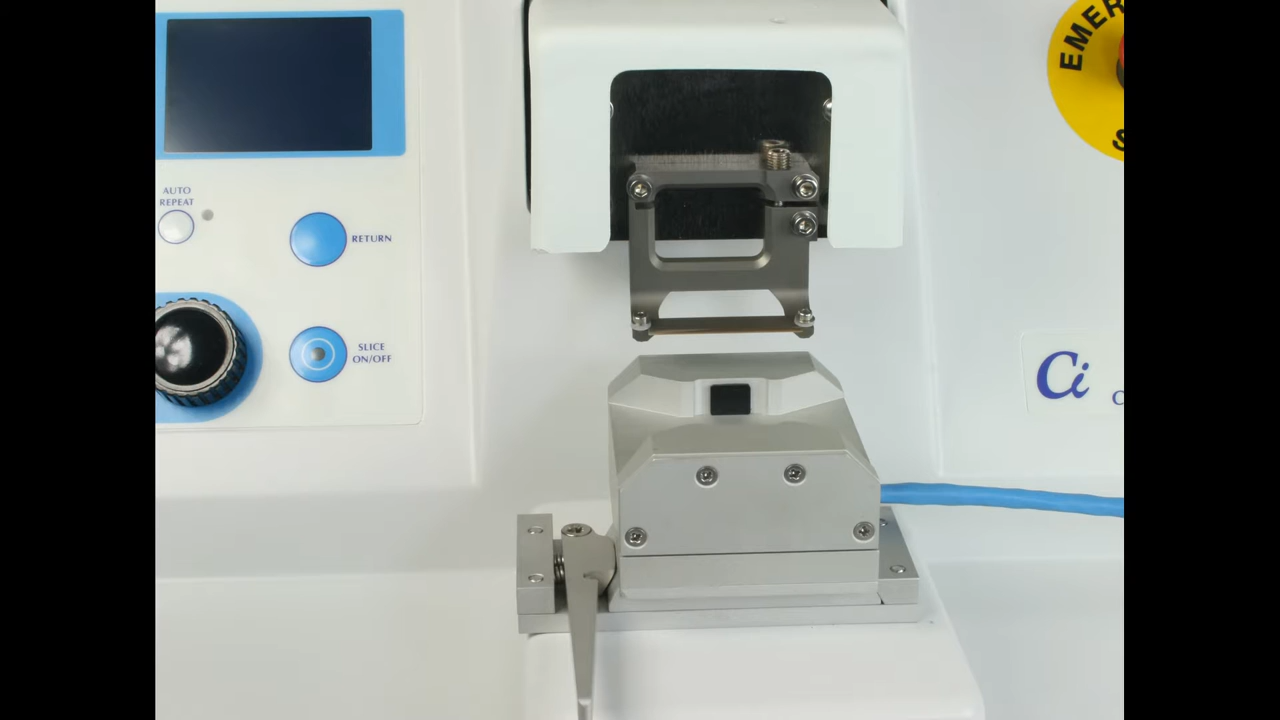 AUTO
REPEAT
RETURN
SLICE
ON/OFF
EMER
S
Ci
C